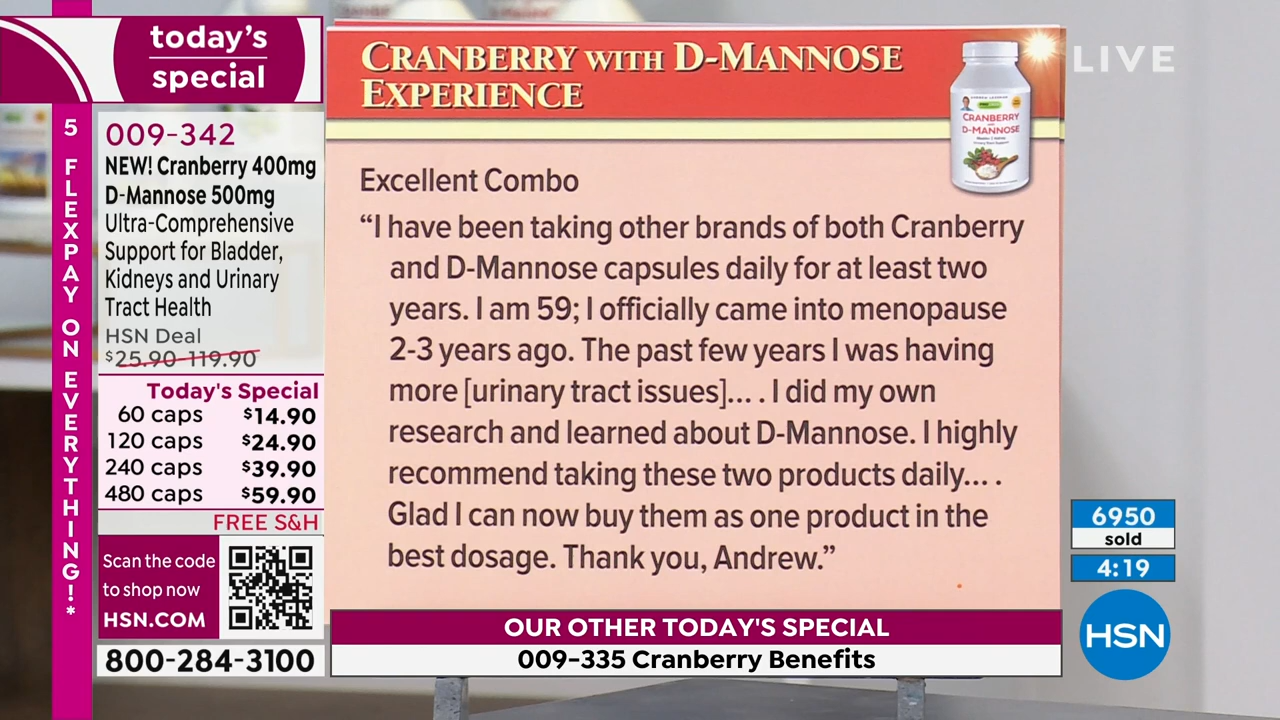 today's
special
5 FLEXPAY ON EVERYTHING!*
009-342
NEW! Cranberry 400mg
D-Mannose 500mg
Ultra-Comprehensive
Support for Bladder,
Kidneys and Urinary
Tract Health
HSN Deal
$25.90-119.90
Today's Special
60 caps $14.90
120 caps $24.90
240 caps $39.90
480 caps $59.90
FREE S&H
Scan the code
to shop now
HSN.COM
800-284-3100
CRANBERRY WITH D-MANNOSE
EXPERIENCE
CRANBERRY
with
D-MANNOSE
Excellent Combo
“I have been taking other brands of both Cranberry
and D-Mannose capsules daily for at least two
years. I am 59; I officially came into menopause
2-3 years ago. The past few years I was having
more [urinary tract issues]... . I did my own
research and learned about D-Mannose. I highly
recommend taking these two products daily... .
Glad I can now buy them as one product in the
best dosage. Thank you, Andrew.”
OUR OTHER TODAY'S SPECIAL
009-335 Cranberry Benefits
LIVE
6950
sold
4:19
HSN